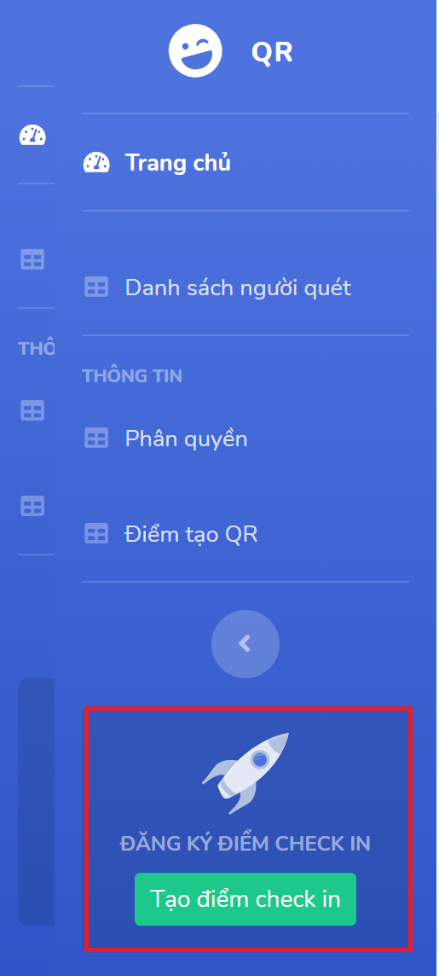 QR
Trang chủ
Danh sách người quét
THÔ
THÔNG TIN
Phân quyền
Điểm tạo QR
ĐĂNG KÝ ĐIỂM CHECK IN
Tạo điểm check in